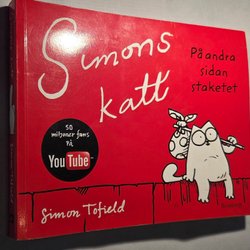 Simons
katt
På andra
sidan
staketet
50
miljoner fans
på
YouTube
Simon Tofield